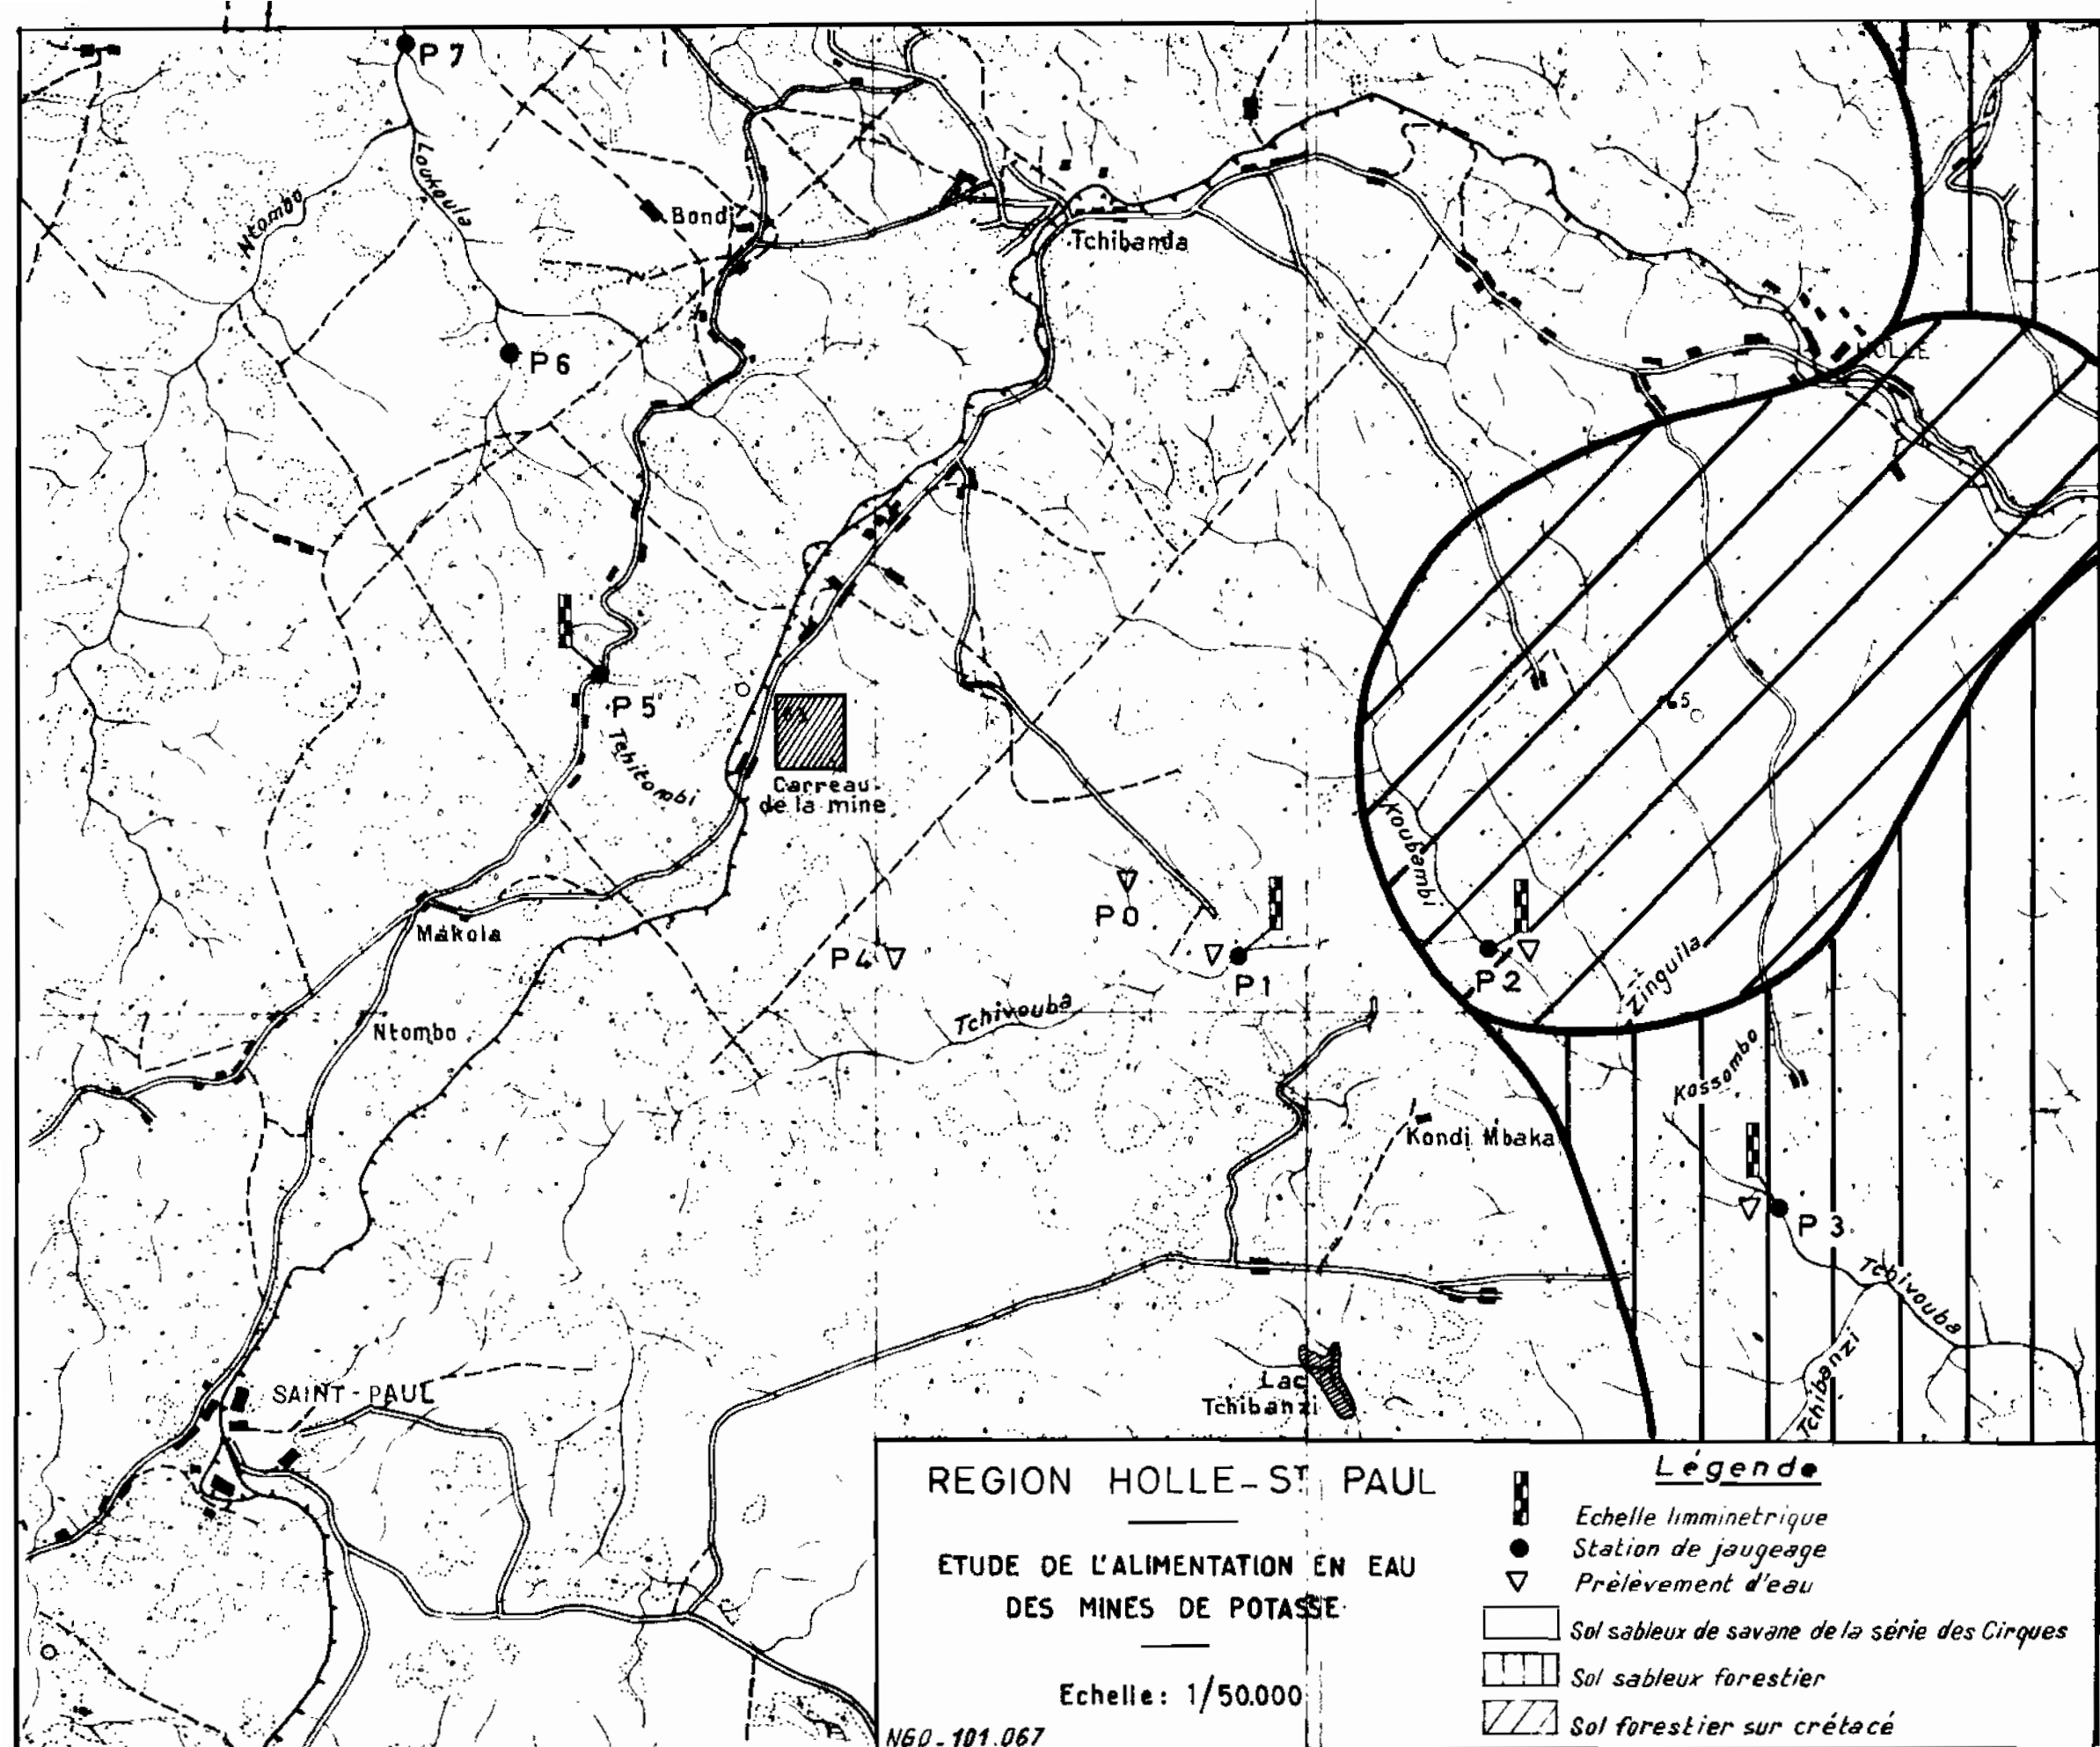 P 7
Loukoula
Ntombo
Bondi
Tchibanda
HOLLE
P 6
P 5
Tchitombi
Carreau
de la mine
5
Koubambi
P 0
Makola
P 4
P 1
P 2
Zinguila
Tchivouba
Ntombo
Kossombo
Kondi Mbaka
P 3
Tchivouba
Tchibanzi
Lac
Tchibanzi
SAINT-PAUL
REGION HOLLE-ST PAUL
ETUDE DE L'ALIMENTATION EN EAU
DES MINES DE POTASSE
Echelle: 1/50.000
NGO-101.067
Légende
Echelle limminetrique
Station de jaugeage
Prèlèvement d'eau
Sol sableux de savane de la série des Cirques
Sol sableux forestier
Sol forestier sur crétacé